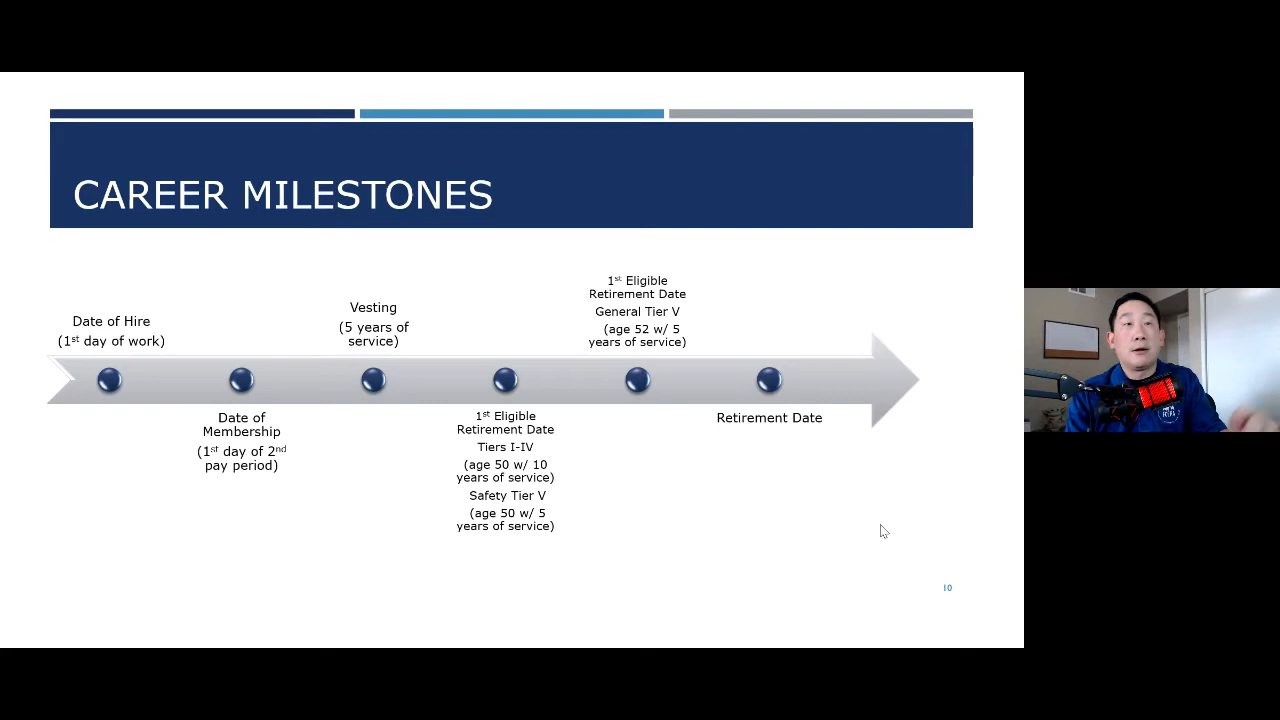 CAREER MILESTONES
Date of Hire
(1st day of work)
Date of
Membership
(1st day of 2nd
pay period)
Vesting
(5 years of
service)
1st Eligible
Retirement Date
Tiers I-IV
(age 50 w/ 10
years of service)
Safety Tier V
(age 50 w/ 5
years of service)
1st Eligible
Retirement Date
General Tier V
(age 52 w/ 5
years of service)
Retirement Date
10